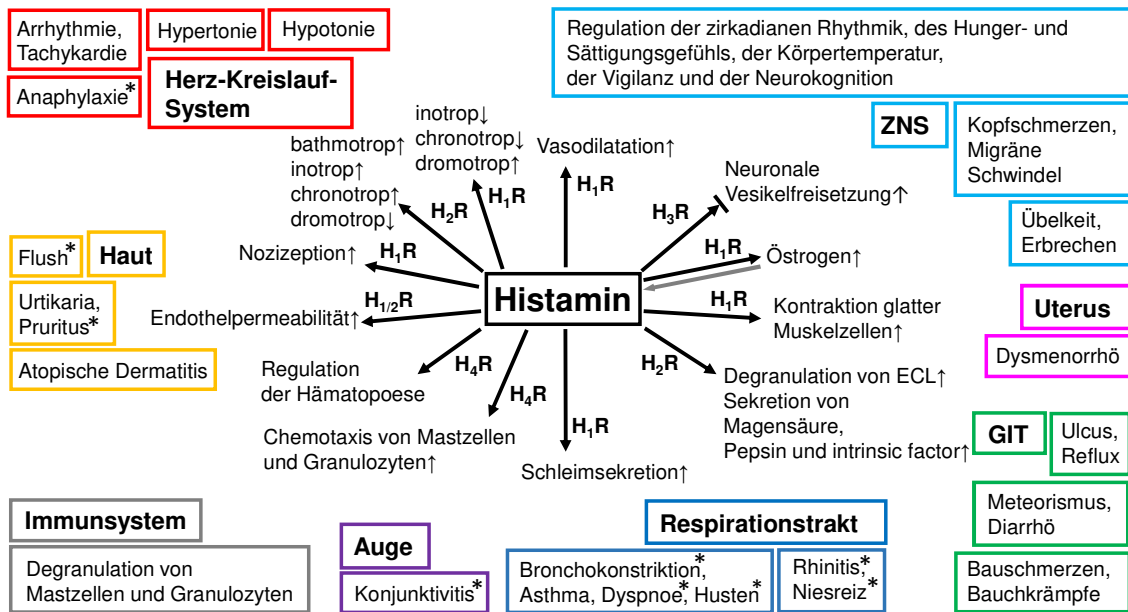 Arrhythmie,
Tachykardie
Hypertonie
Hypotonie
Anaphylaxie*
Herz-Kreislauf-
System
Regulation der zirkadianen Rhythmik, des Hunger- und
Sättigungsgefühls, der Körpertemperatur,
der Vigilanz und der Neurokognition
ZNS
Kopfschmerzen,
Migräne
Schwindel
Übelkeit,
Erbrechen
bathmotrop↑
inotrop↑
chronotrop↑
dromotrop↓
H₂R
inotrop↓
chronotrop↓
dromotrop↑
H₁R
Vasodilatation↑
H₁R
Neuronale
Vesikelfreisetzung↑
H₃R
Flush*
Haut
Urtikaria,
Pruritus*
Atopische Dermatitis
Nozizeption↑
H₁R
Histamin
H₁R
Östrogen↑
Endothelpermeabilität↑
H₁/₂R
H₁R
Kontraktion glatter
Muskelzellen↑
Uterus
Dysmenorrhö
Regulation
der Hämatopoese
H₄R
H₄R
Chemotaxis von Mastzellen
und Granulozyten↑
H₁R
Schleimsekretion↑
H₂R
Degranulation von ECL↑
Sekretion von
Magensäure,
Pepsin und intrinsic factor↑
GIT
Ulcus,
Reflux
Meteorismus,
Diarrhö
Bauschmerzen,
Bauchkrämpfe
Immunsystem
Degranulation von
Mastzellen und Granulozyten
Auge
Konjunktivitis*
Respirationstrakt
Bronchokonstriktion*,
Asthma, Dyspnoe*, Husten*
Rhinitis*,
Niesreiz*